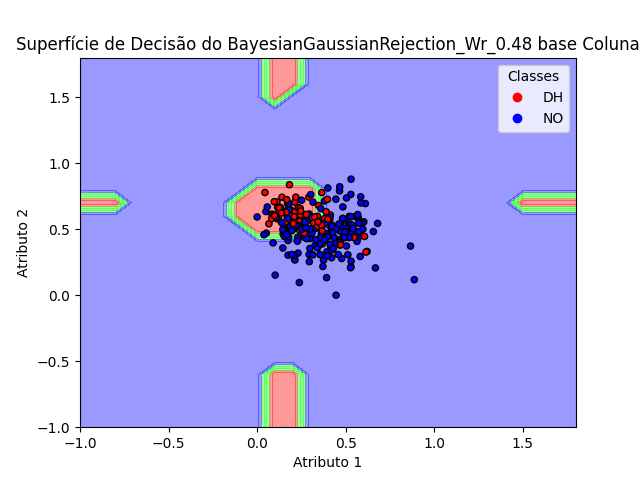 Superfície de Decisão do BayesianGaussianRejection_Wr_0.48 base Coluna
Classes
DH
NO
1.5
1.0
0.5
0.0
−0.5
−1.0
Atributo 2
−1.0 −0.5 0.0 0.5 1.0 1.5
Atributo 1